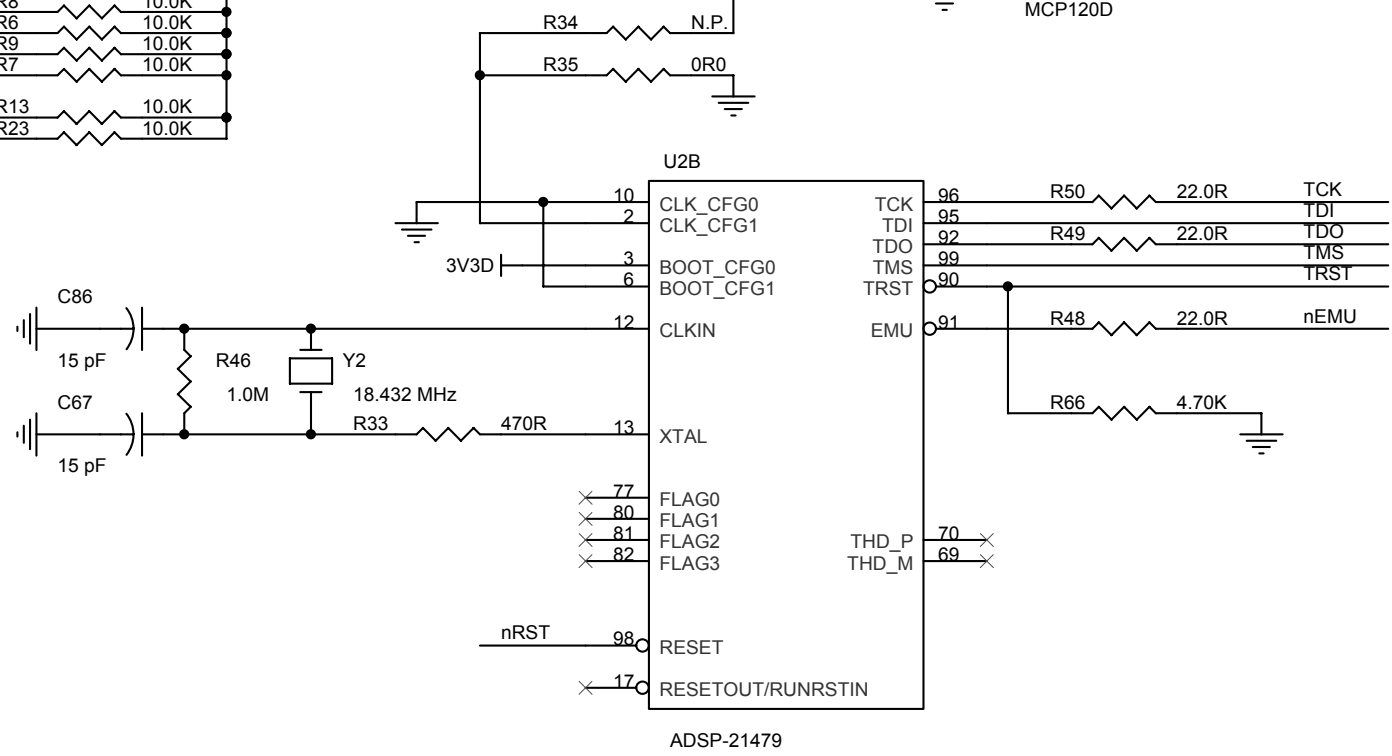 R8 10.0K
R6 10.0K
R9 10.0K
R7 10.0K
R13 10.0K
R23 10.0K
R34 N.P.
R35 0R0
MCP120D
U2B
10 CLK_CFG0
2 CLK_CFG1
3V3D 3 BOOT_CFG0
6 BOOT_CFG1
12 CLKIN
13 XTAL
77 FLAG0
80 FLAG1
81 FLAG2
82 FLAG3
nRST 98 RESET
17 RESETOUT/RUNRSTIN
TCK 96 R50 22.0R TCK
TDI 95 TDI
TDO 92 R49 22.0R TDO
TMS 99 TMS
TRST 90 TRST
EMU 91 R48 22.0R nEMU
R66 4.70K
THD_P 70
THD_M 69
C86
15 pF
R46
1.0M
Y2
18.432 MHz
C67
15 pF
R33 470R
ADSP-21479